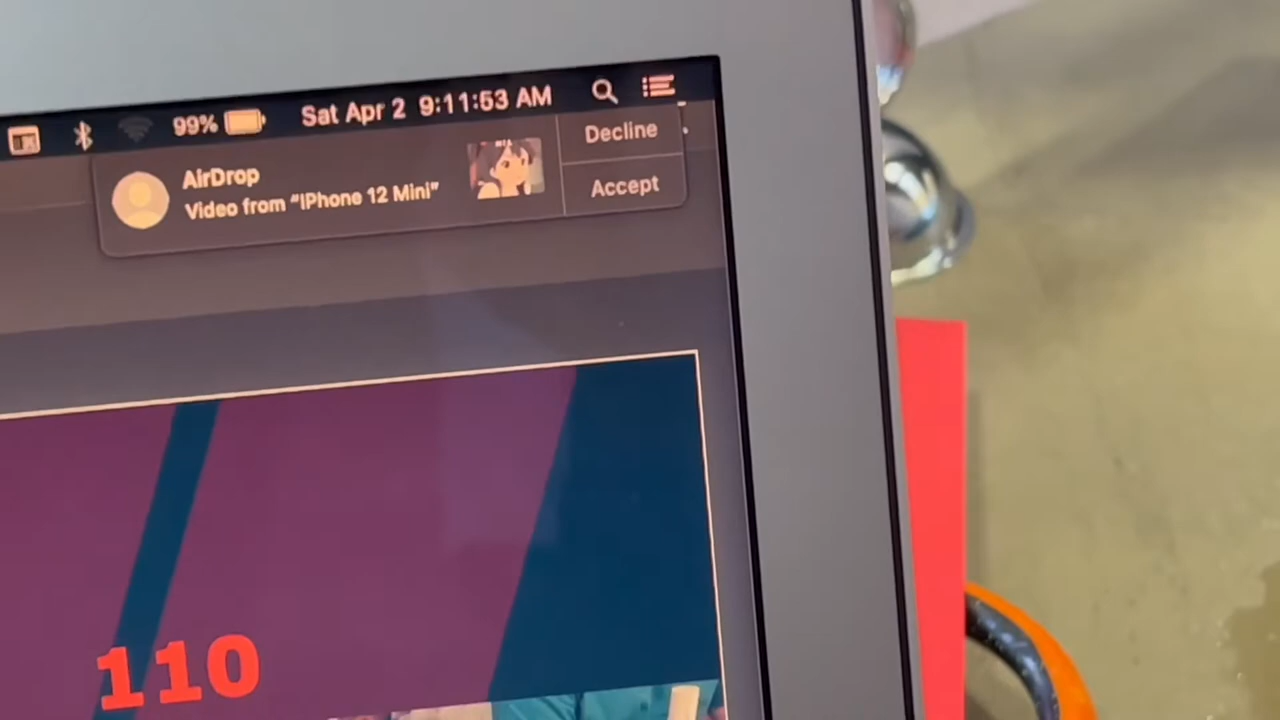 99% Sat Apr 2 9:11:53 AM
AirDrop
Video from “iPhone 12 Mini”
Decline
Accept
110